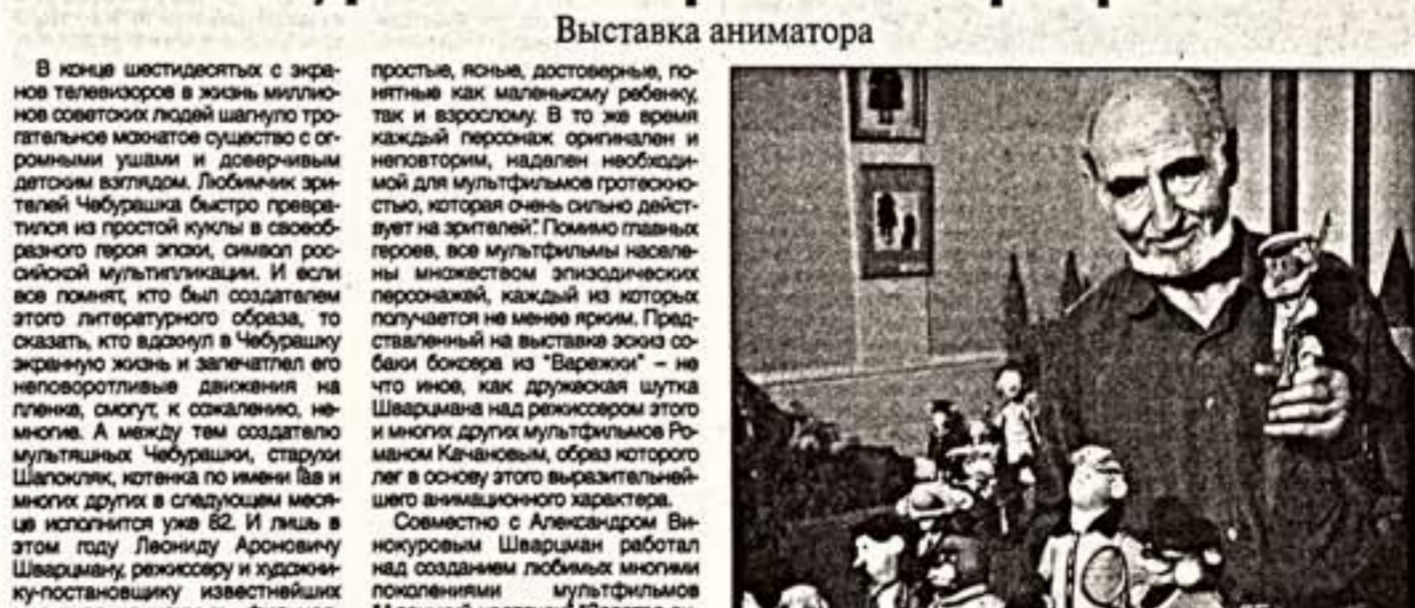 Выставка аниматора
В конце шестидесятых с экра-
нов телевизоров в жизнь миллио-
нов советских людей шагнуло тро-
гательное мохнатое существо с ог-
ромными ушами и доверчивым
детским взглядом. Любимчик зри-
телей Чебурашка быстро превра-
тился из простой куклы в своеоб-
разного героя эпохи, символ рос-
сийской мультипликации. И если
все помнят, кто был создателем
этого литературного образа, то
сказать, кто вдохнул в Чебурашку
экранную жизнь и запечатлел его
неповоротливые движения на
пленке, смогут, к сожалению, не-
многие. А между тем создателю
мультяшных Чебурашки, старухи
Шапокляк, котенка по имени Гав и
многих других в следующем меся-
це исполнится уже 82. И лишь в
этом году Леониду Ароновичу
Шварцману, режиссеру и художни-
ку-постановщику известнейших
простые, ясные, достоверные, по-
нятные как маленькому ребенку,
так и взрослому. В то же время
каждый персонаж оригинален и
неповторим, наделен необходи-
мой для мультфильмов гротескно-
стью, которая очень сильно дейст-
вует на зрителей". Помимо главных
героев, все мультфильмы населе-
ны множеством эпизодических
персонажей, каждый из которых
получается не менее ярким. Пред-
ставленный на выставке эскиз со-
баки боксера из "Варежки" – не
что иное, как дружеская шутка
Шварцмана над режиссером этого
и многих других мультфильмов Ро-
маном Качановым, образ которого
лег в основу этого выразительней-
шего анимационного характера.
Совместно с Александром Ви-
нокуровым Шварцман работал
над созданием любимых многими
поколениями мультфильмов